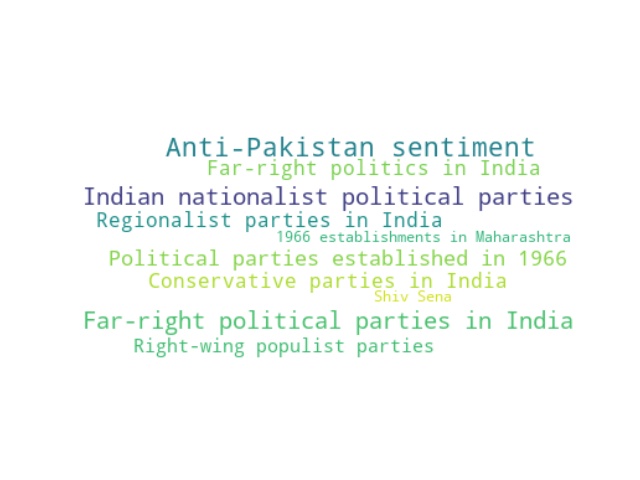 Anti-Pakistan sentiment
Far-right politics in India
Indian nationalist political parties
Regionalist parties in India
1966 establishments in Maharashtra
Political parties established in 1966
Conservative parties in India
Shiv Sena
Far-right political parties in India
Right-wing populist parties